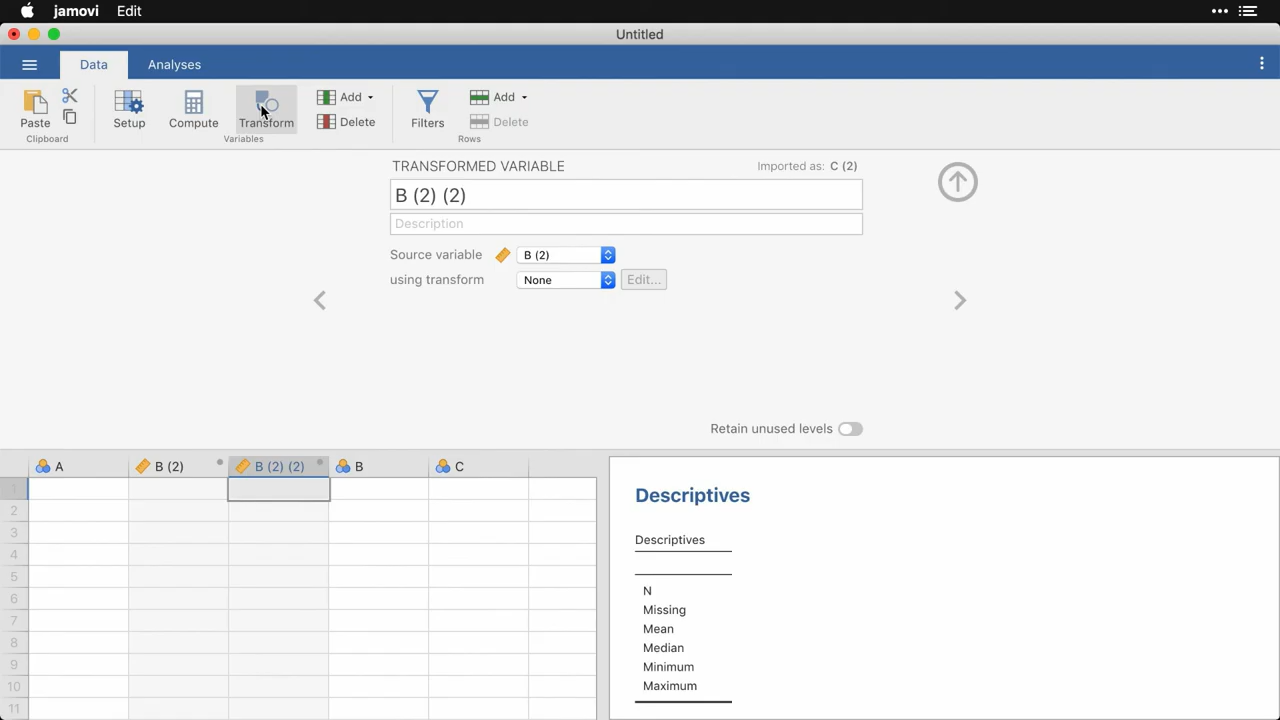 jamovi Edit
Untitled
Data Analyses
Paste Setup Compute Transform Add Delete Filters Add Delete
Clipboard Variables Rows
TRANSFORMED VARIABLE Imported as: C (2)
B (2) (2)
Description
Source variable B (2)
using transform None Edit...
Retain unused levels
A B (2) B (2) (2) B C
1
2
3
4
5
6
7
8
9
10
11
Descriptives
Descriptives
N
Missing
Mean
Median
Minimum
Maximum